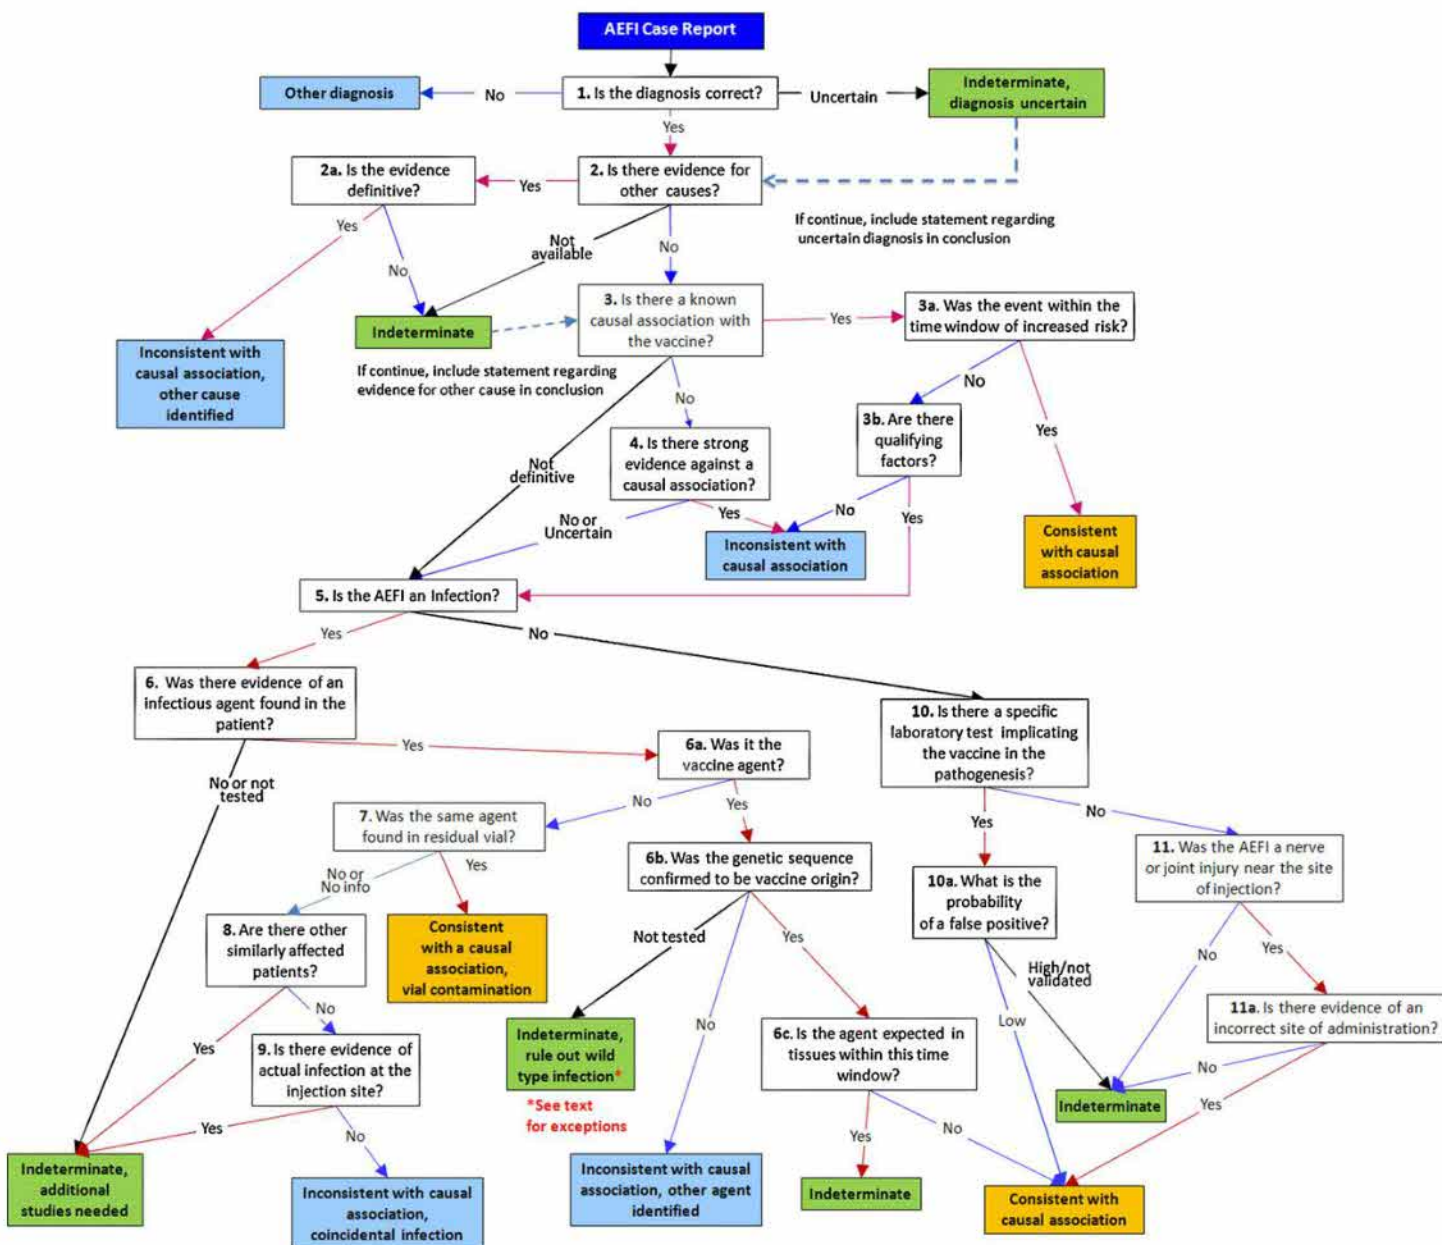 AEFI Case Report
Other diagnosis
No
1. Is the diagnosis correct?
Uncertain
Indeterminate,
diagnosis uncertain
Yes
2a. Is the evidence
definitive?
Yes
2. Is there evidence for
other causes?
If continue, include statement regarding
uncertain diagnosis in conclusion
Yes
No
Not
available
No
Indeterminate
3. Is there a known
causal association with
the vaccine?
Yes
3a. Was the event within the
time window of increased risk?
Inconsistent with
causal association,
other cause
identified
If continue, include statement regarding
evidence for other cause in conclusion
No
No
3b. Are there
qualifying
factors?
Yes
Not
definitive
4. Is there strong
evidence against a
causal association?
No or
Uncertain
Yes
No
Yes
Inconsistent with
causal association
Consistent
with causal
association
5. Is the AEFI an Infection?
Yes
No
6. Was there evidence of an
infectious agent found in the
patient?
Yes
6a. Was it the
vaccine agent?
10. Is there a specific
laboratory test implicating
the vaccine in the
pathogenesis?
No or not
tested
No
Yes
Yes
No
7. Was the same agent
found in residual vial?
No or
No info
Yes
6b. Was the genetic sequence
confirmed to be vaccine origin?
10a. What is the
probability
of a false positive?
11. Was the AEFI a nerve
or joint injury near the site
of injection?
8. Are there other
similarly affected
patients?
Consistent
with a causal
association,
vial contamination
Not tested
Yes
No
High/not
validated
Low
No
Yes
Yes
No
9. Is there evidence of
actual infection at the
injection site?
Indeterminate,
rule out wild
type infection*
*See text
for exceptions
6c. Is the agent expected in
tissues within this time
window?
11a. Is there evidence of an
incorrect site of administration?
No
Yes
Indeterminate
Yes
No
Yes
No
Indeterminate,
additional
studies needed
Inconsistent with causal
association,
coincidental infection
Inconsistent with causal
association, other agent
identified
Indeterminate
Consistent with
causal association